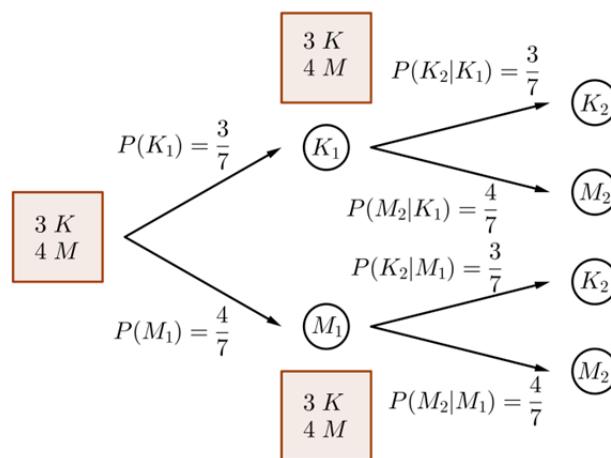 3 K
4 M
P(K₂|K₁) = 3/7
K₂
P(K₁) = 3/7
K₁
M₂
P(M₂|K₁) = 4/7
3 K
4 M
P(K₂|M₁) = 3/7
K₂
P(M₁) = 4/7
M₁
M₂
P(M₂|M₁) = 4/7
3 K
4 M